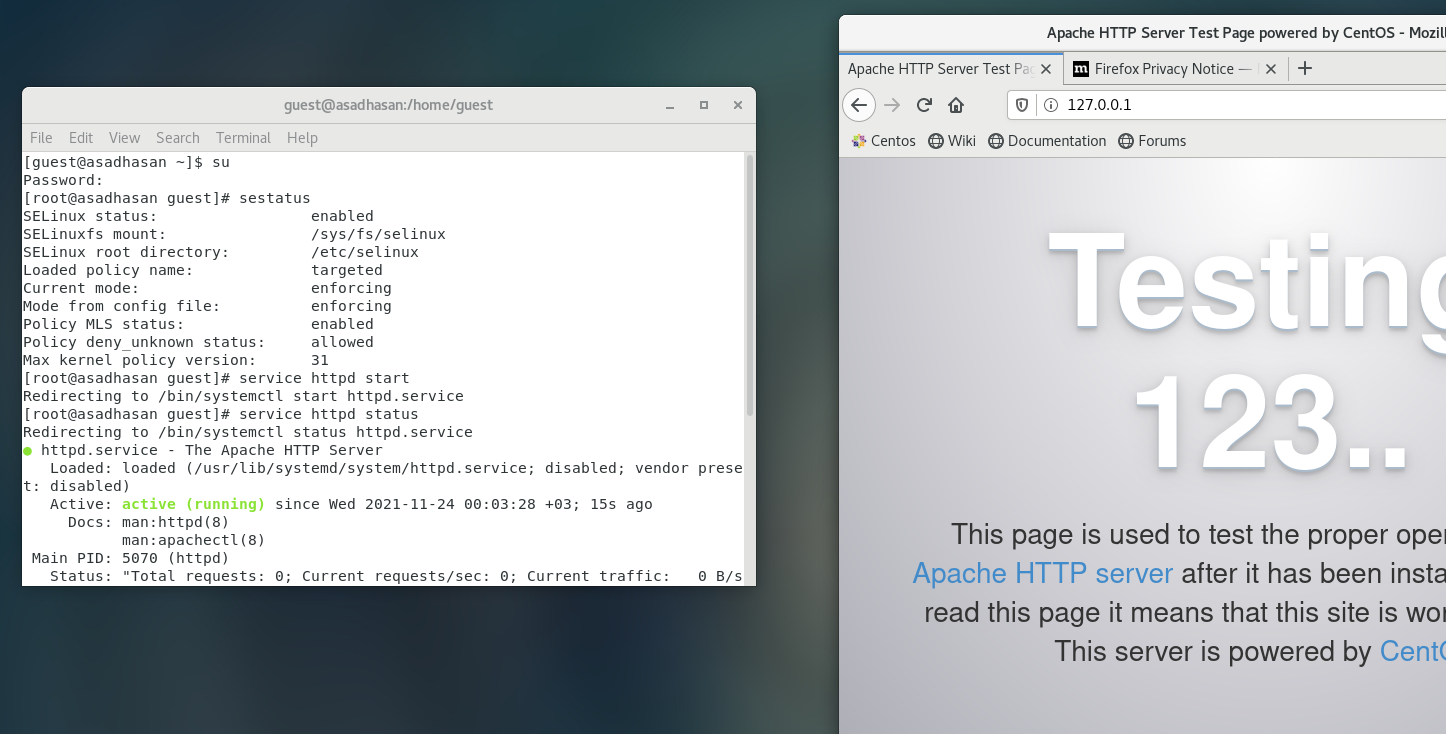 guest@asadhasan:/home/guest
File Edit View Search Terminal Help
[guest@asadhasan ~]$ su
Password:
[root@asadhasan guest]# sestatus
SELinux status:                 enabled
SELinuxfs mount:                /sys/fs/selinux
SELinux root directory:         /etc/selinux
Loaded policy name:             targeted
Current mode:                   enforcing
Mode from config file:          enforcing
Policy MLS status:              enabled
Policy deny_unknown status:     allowed
Max kernel policy version:      31
[root@asadhasan guest]# service httpd start
Redirecting to /bin/systemctl start httpd.service
[root@asadhasan guest]# service httpd status
Redirecting to /bin/systemctl status httpd.service
● httpd.service - The Apache HTTP Server
   Loaded: loaded (/usr/lib/systemd/system/httpd.service; disabled; vendor prese
t: disabled)
   Active: active (running) since Wed 2021-11-24 00:03:28 +03; 15s ago
     Docs: man:httpd(8)
           man:apachectl(8)
 Main PID: 5070 (httpd)
   Status: "Total requests: 0; Current requests/sec: 0; Current traffic:   0 B/s
Apache HTTP Server Test Page powered by CentOS - Mozil
Apache HTTP Server Test Pag
Firefox Privacy Notice —
127.0.0.1
Centos Wiki Documentation Forums
Testing
123..
This page is used to test the proper oper
Apache HTTP server after it has been insta
read this page it means that this site is wor
This server is powered by Cent